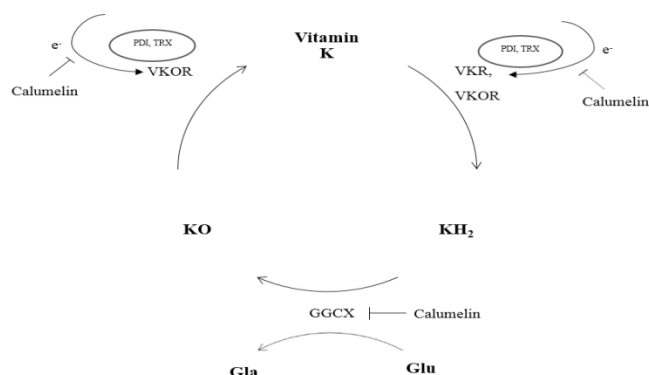 Vitamin
K
e-
PDI, TRX
VKOR
Calumelin
PDI, TRX
e-
VKR,
VKOR
Calumelin
KO
KH₂
GGCX
Calumelin
Gla
Glu